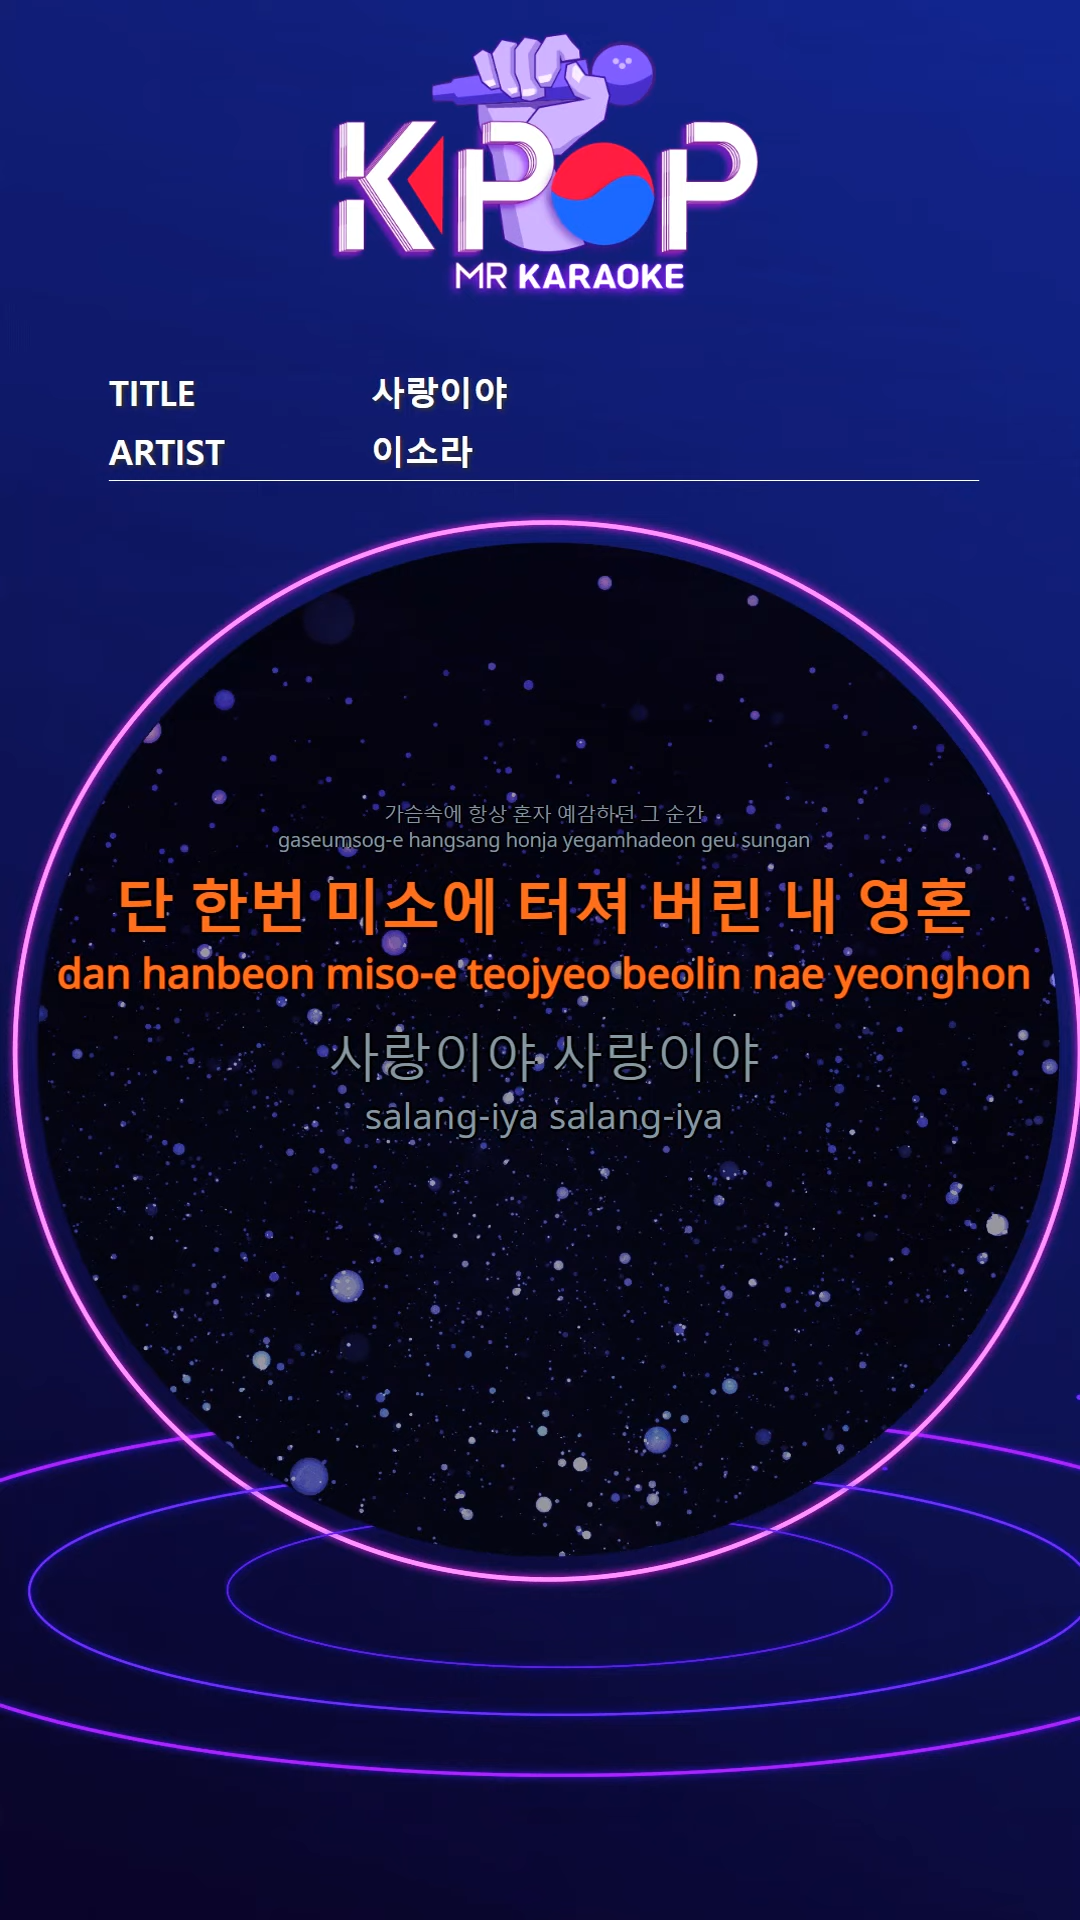 KPOP
MR KARAOKE
TITLE 사랑이야
ARTIST 이소라
가슴속에 항상 혼자 예감하던 그 순간
gaseumsog-e hangsang honja yegamhadeon geu sungan
단 한번 미소에 터져 버린 내 영혼
dan hanbeon miso-e teojyeo beolin nae yeonghon
사랑이야 사랑이야
salang-iya salang-iya